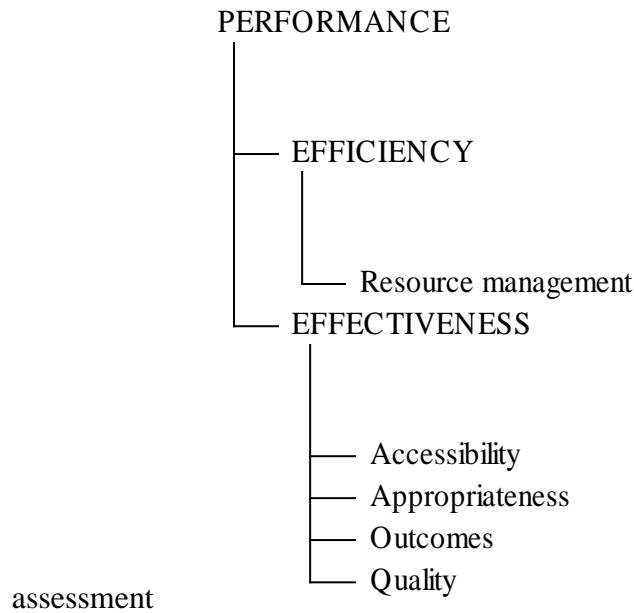 PERFORMANCE
EFFICIENCY
Resource management
EFFECTIVENESS
Accessibility
Appropriateness
Outcomes
Quality
assessment